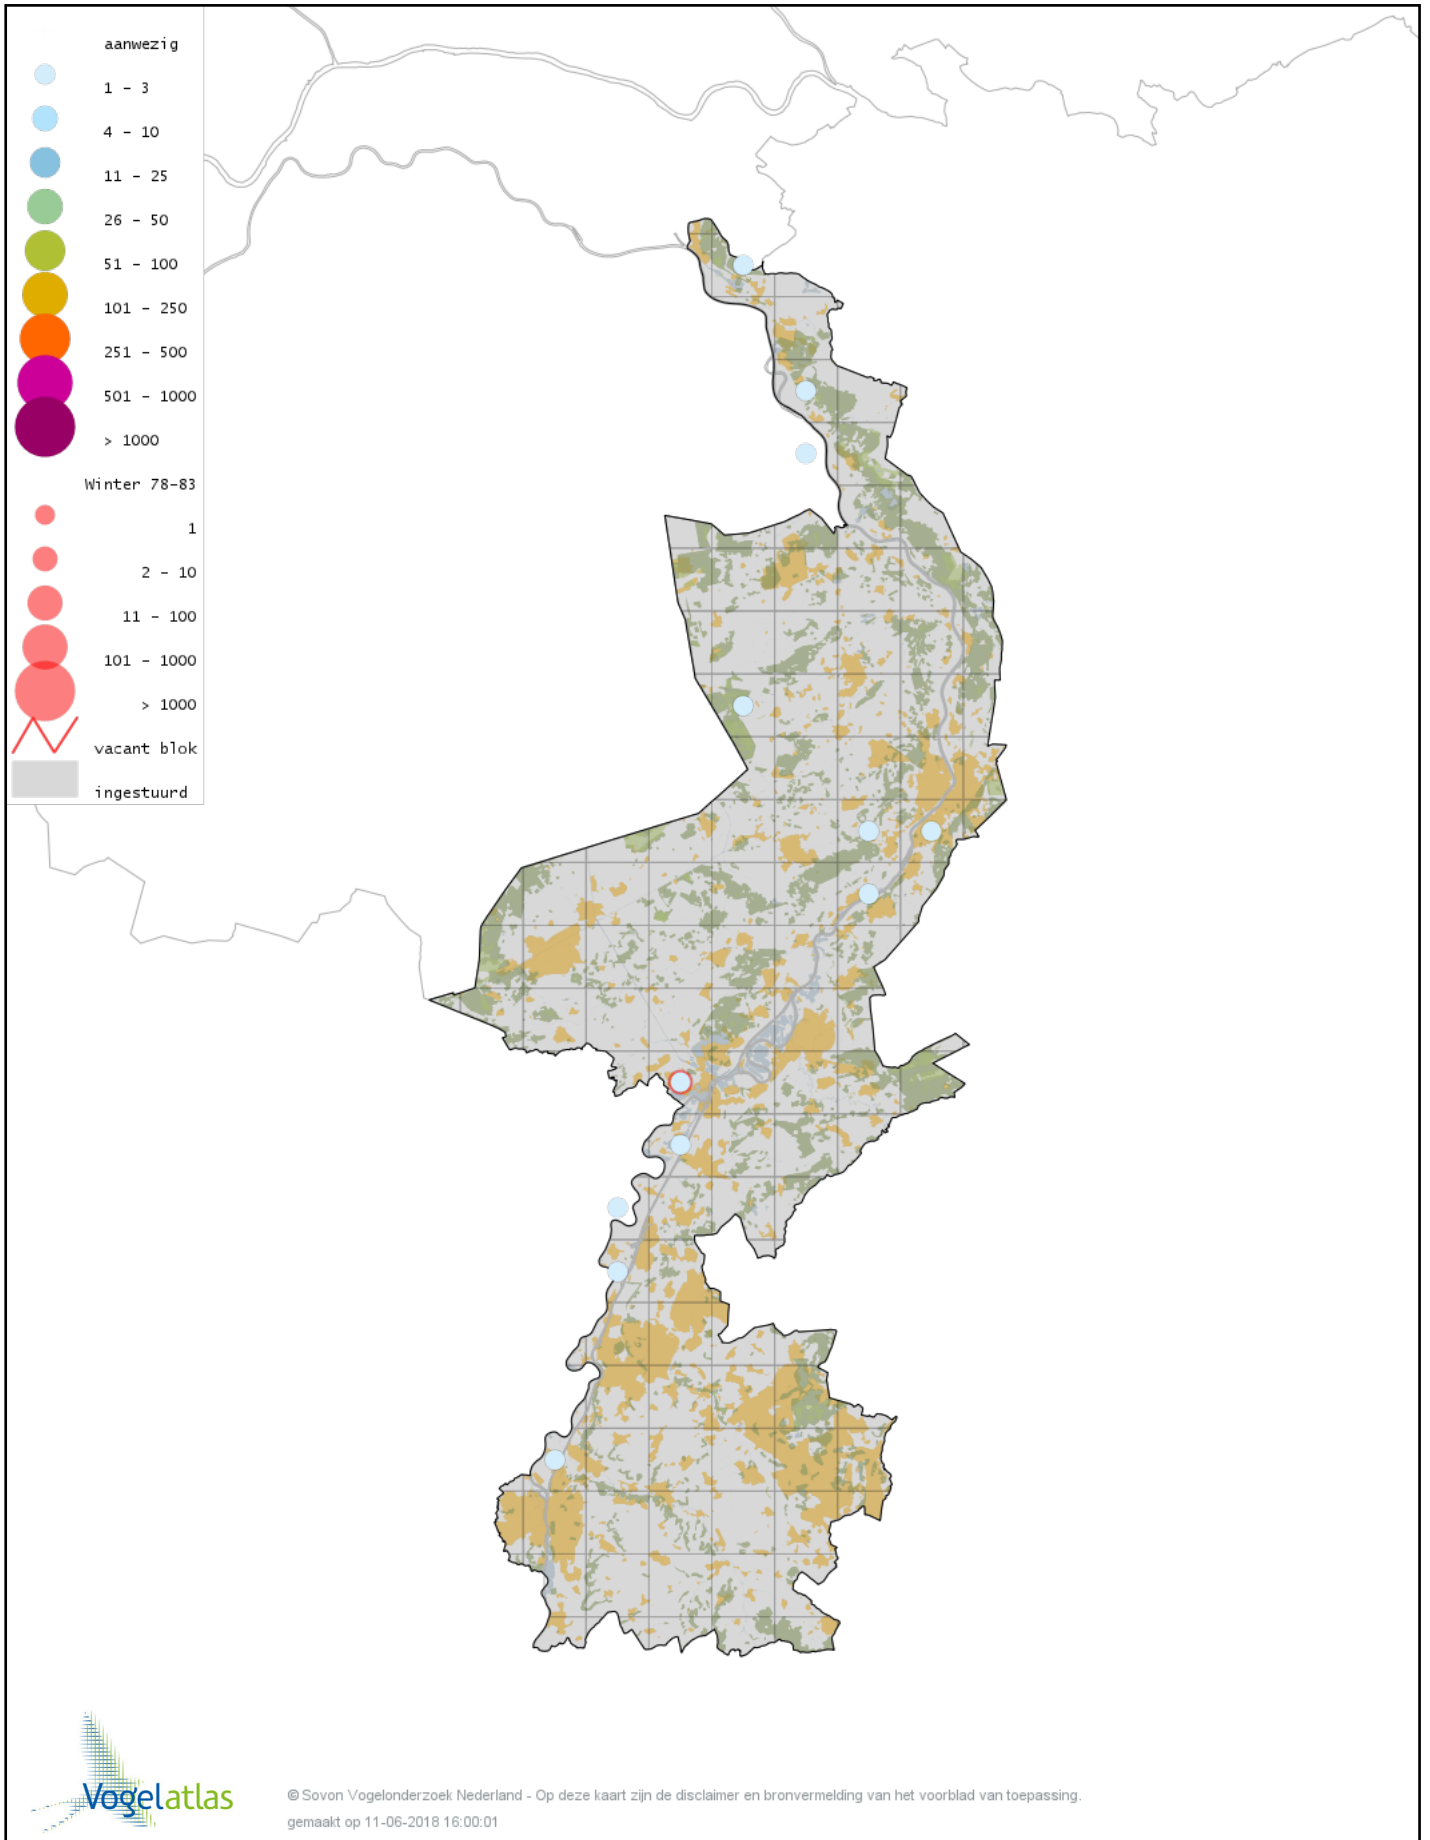 aanwezig
1 - 3
4 - 10
11 - 25
26 - 50
51 - 100
101 - 250
251 - 500
501 - 1000
> 1000
Winter 78-83
1
2 - 10
11 - 100
101 - 1000
> 1000
vacant blok
ingestuurd
Vogelatlas
© Sovon Vogelonderzoek Nederland - Op deze kaart zijn de disclaimer en bronvermelding van het voorblad van toepassing.
gemaakt op 11-06-2018 16:00:01